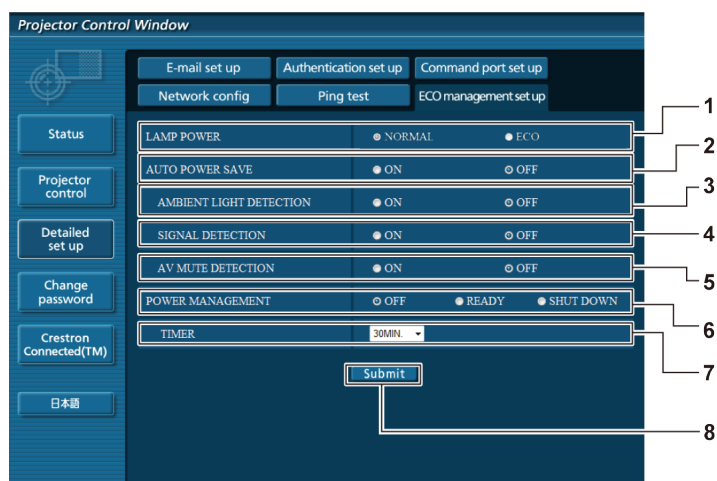 Projector Control Window
E-mail set up
Authentication set up
Command port set up
Network config
Ping test
ECO management set up
Status
Projector
control
Detailed
set up
Change
password
Crestron
Connected(TM)
日本語
LAMP POWER NORMAL ECO
AUTO POWER SAVE ON OFF
AMBIENT LIGHT DETECTION ON OFF
SIGNAL DETECTION ON OFF
AV MUTE DETECTION ON OFF
POWER MANAGEMENT OFF READY SHUT DOWN
TIMER 30MIN.
Submit
1
2
3
4
5
6
7
8